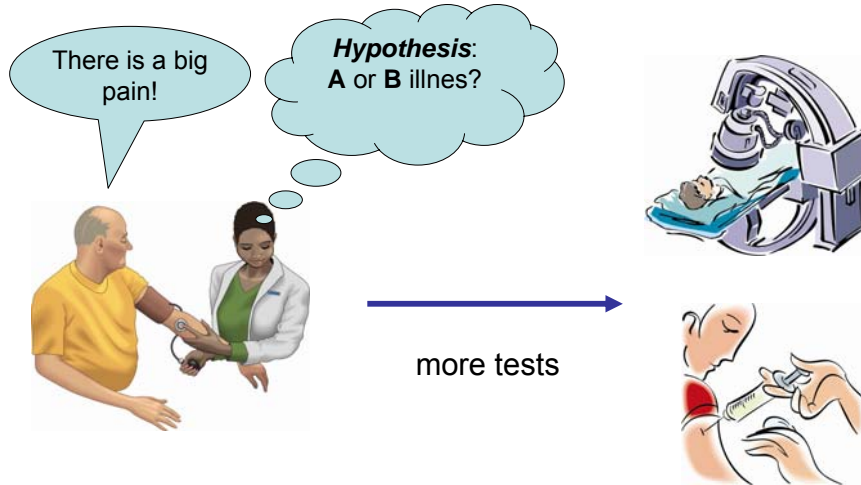 There is a big
pain!
Hypothesis:
A or B illnes?
more tests